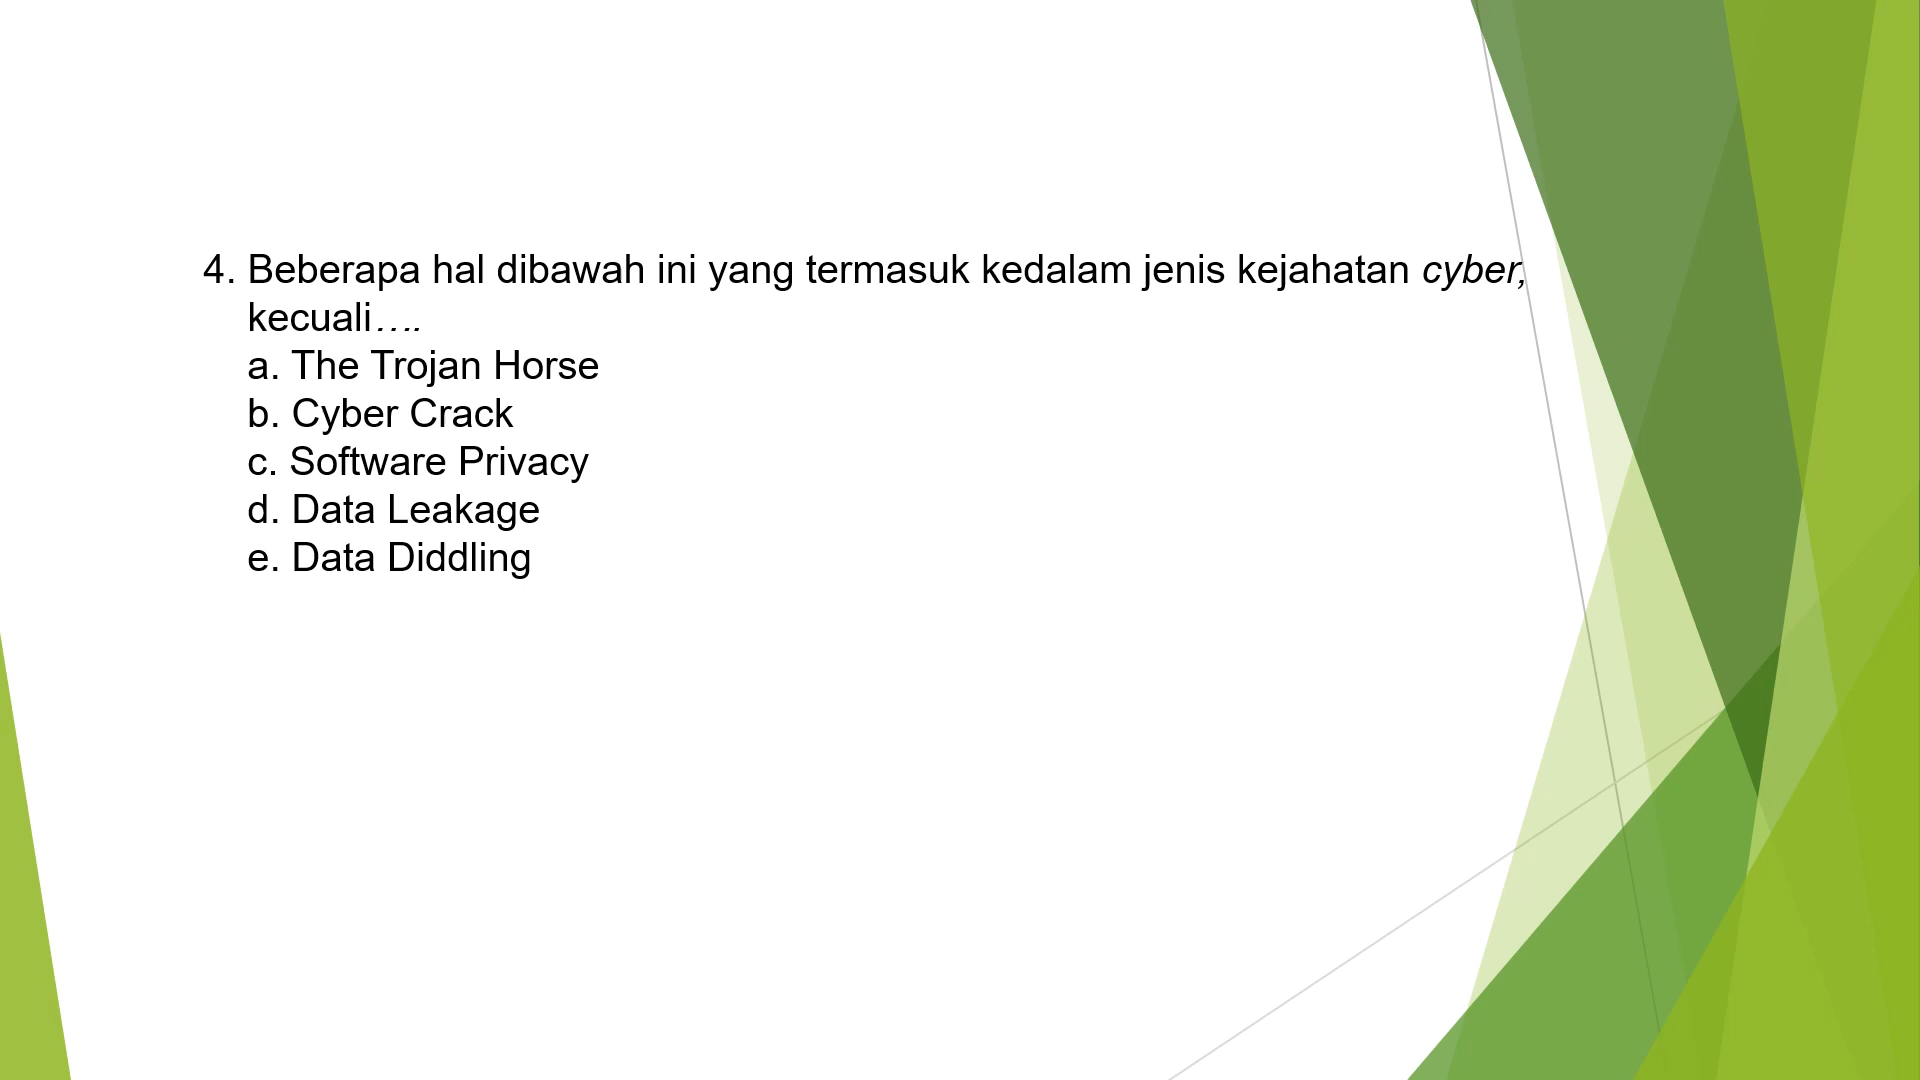 4. Beberapa hal dibawah ini yang termasuk kedalam jenis kejahatan cyber,
kecuali….
a. The Trojan Horse
b. Cyber Crack
c. Software Privacy
d. Data Leakage
e. Data Diddling